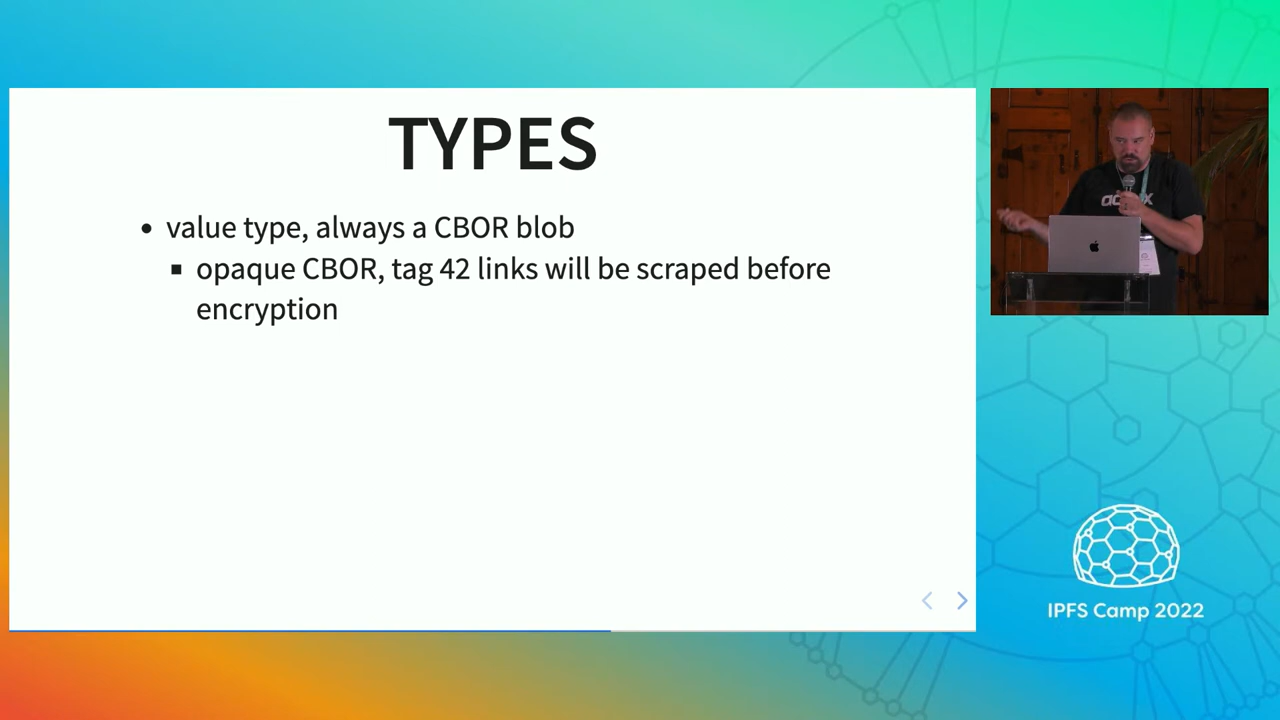 TYPES
• value type, always a CBOR blob
▪ opaque CBOR, tag 42 links will be scraped before
encryption
IPFS Camp 2022